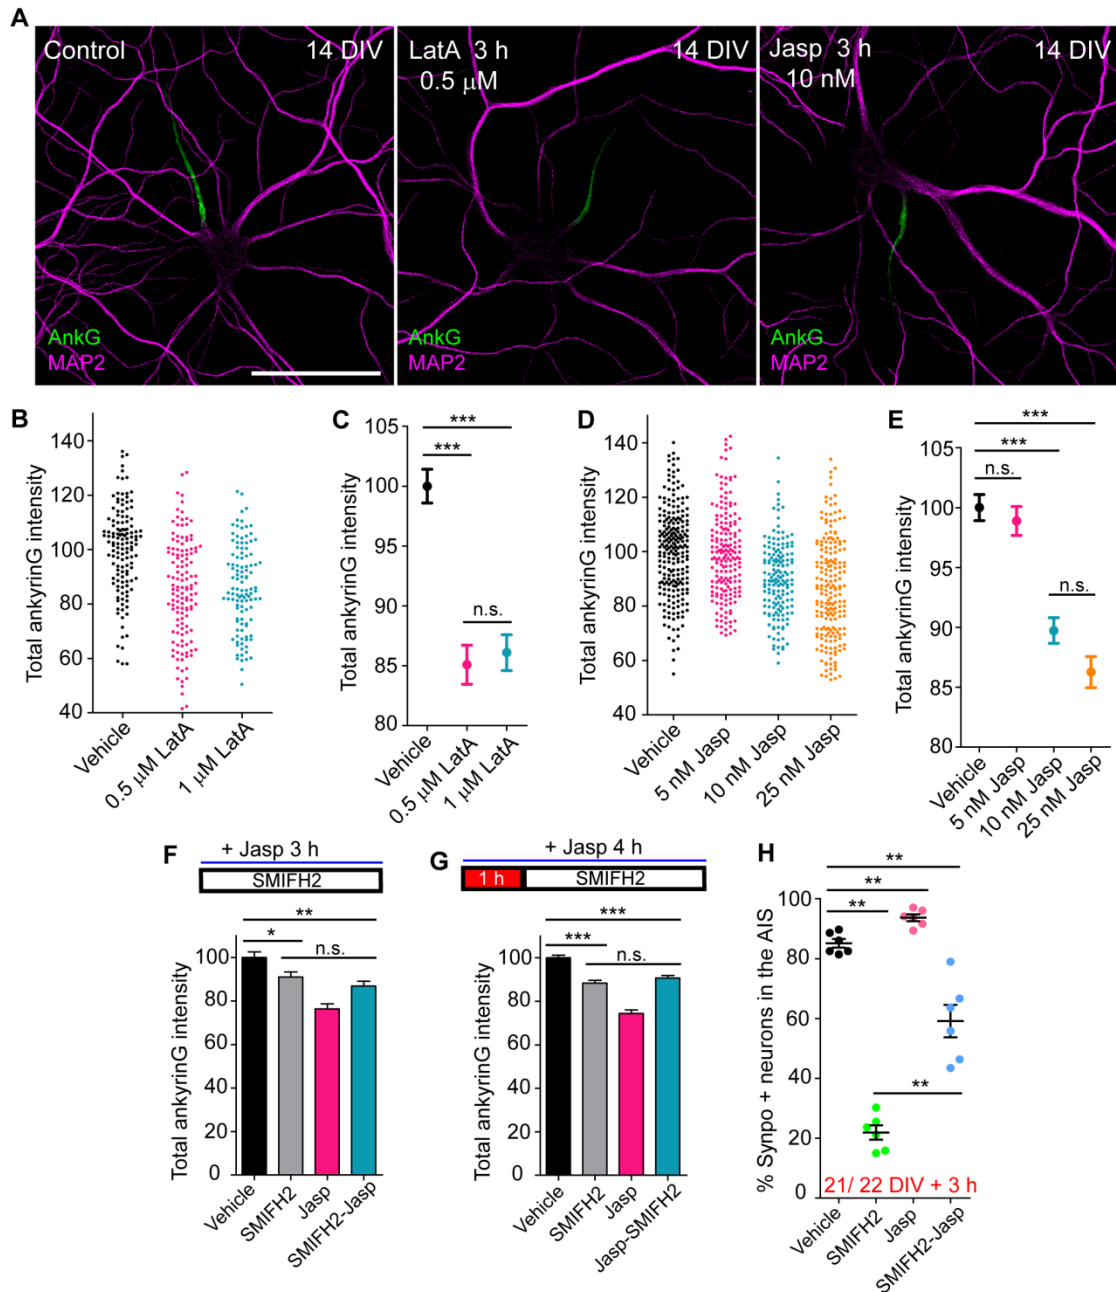 A
Control
14 DIV
AnkG
MAP2
LatA 3 h
0.5 μM
14 DIV
Jasp 3 h
10 nM
14 DIV
AnkG
MAP2
B
Total ankyrinG intensity
140
120
100
80
60
40
Vehicle
0.5 μM LatA
1 μM LatA
C
Total ankyrinG intensity
105
100
95
90
85
80
***
***
n.s.
Vehicle
0.5 μM LatA
1 μM LatA
D
Total ankyrinG intensity
140
120
100
80
60
40
Vehicle
5 nM Jasp
10 nM Jasp
25 nM Jasp
E
Total ankyrinG intensity
105
100
95
90
85
80
***
***
n.s.
n.s.
Vehicle
5 nM Jasp
10 nM Jasp
25 nM Jasp
F
+ Jasp 3 h
SMIFH2
Total ankyrinG intensity
100
80
60
40
20
0
**
*
n.s.
Vehicle
SMIFH2
Jasp
SMIFH2-Jasp
G
+ Jasp 4 h
1 h
SMIFH2
Total ankyrinG intensity
100
80
60
40
20
0
***
***
n.s.
Vehicle
SMIFH2
Jasp
Jasp-SMIFH2
H
% Synpo + neurons in the AIS
100
80
60
40
20
0
**
**
**
**
21/ 22 DIV + 3 h
Vehicle
SMIFH2
Jasp
SMIFH2-Jasp